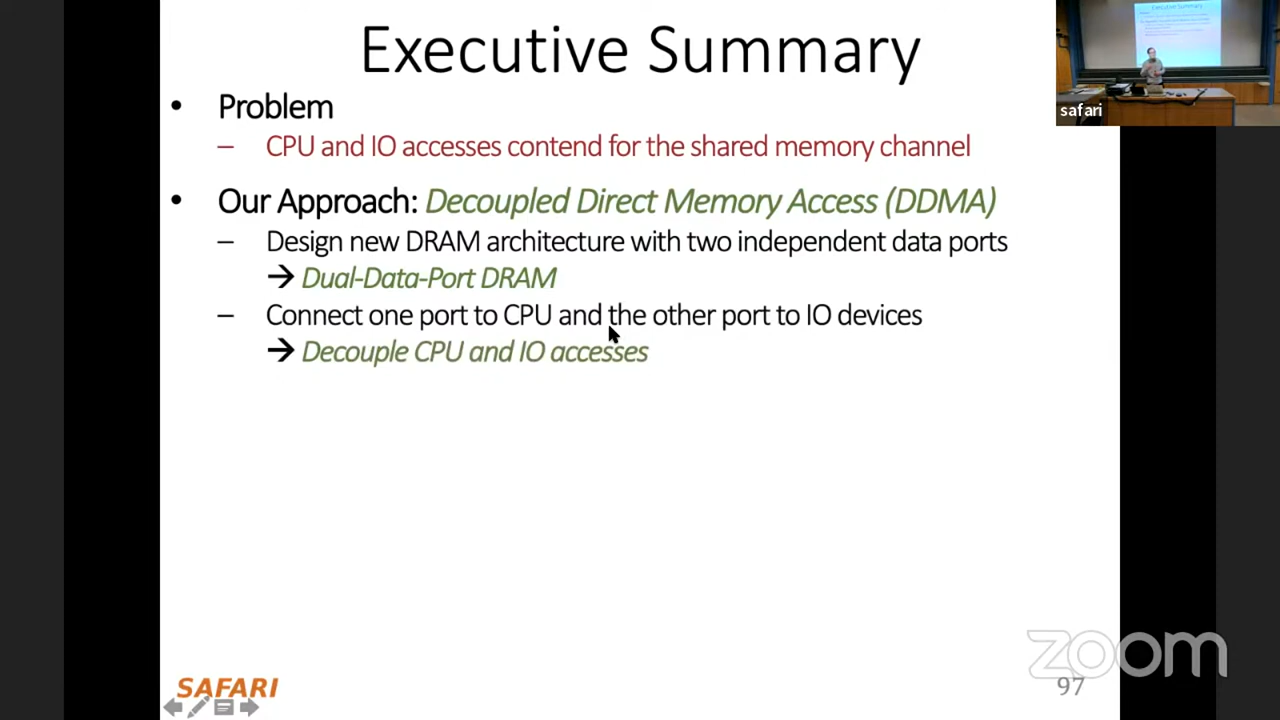 Executive Summary
• Problem
– CPU and IO accesses contend for the shared memory channel
• Our Approach: Decoupled Direct Memory Access (DDMA)
– Design new DRAM architecture with two independent data ports
→ Dual-Data-Port DRAM
– Connect one port to CPU and the other port to IO devices
→ Decouple CPU and IO accesses
safari
Executive Summary
SAFARI
zoom
97